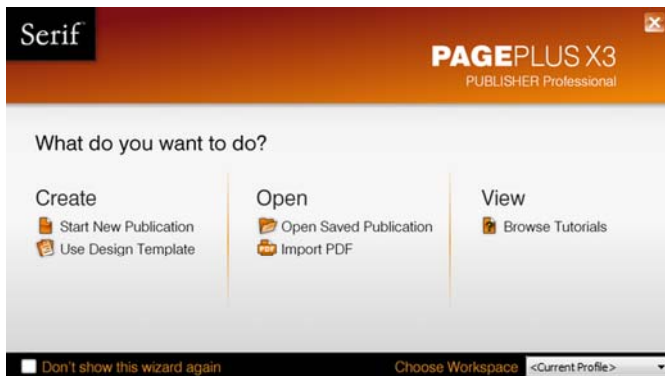 Serif
PAGEPLUS X3
PUBLISHER Professional
What do you want to do?
Create
Start New Publication
Use Design Template
Open
Open Saved Publication
PDF
Import PDF
View
?
Browse Tutorials
Don't show this wizard again
Choose Workspace
<Current Profile>